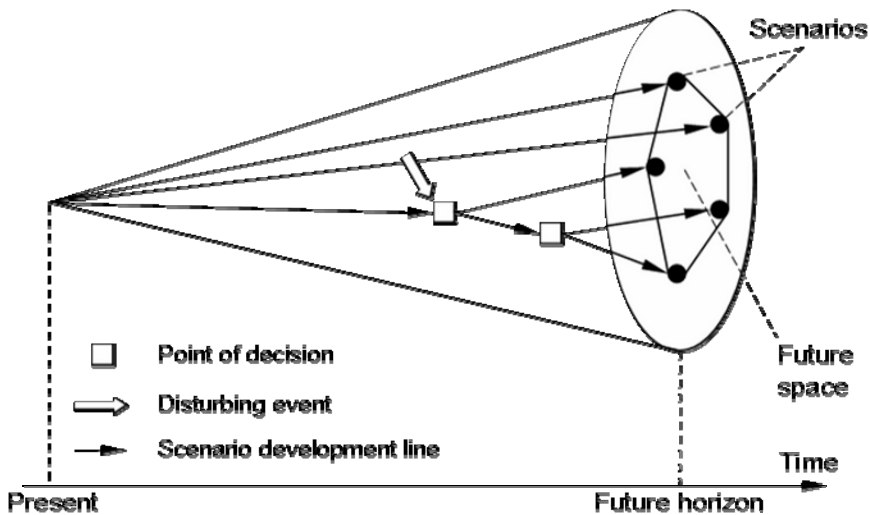 Scenarios
Point of decision
Future
space
Disturbing event
Scenario development line
Time
Present
Future horizon